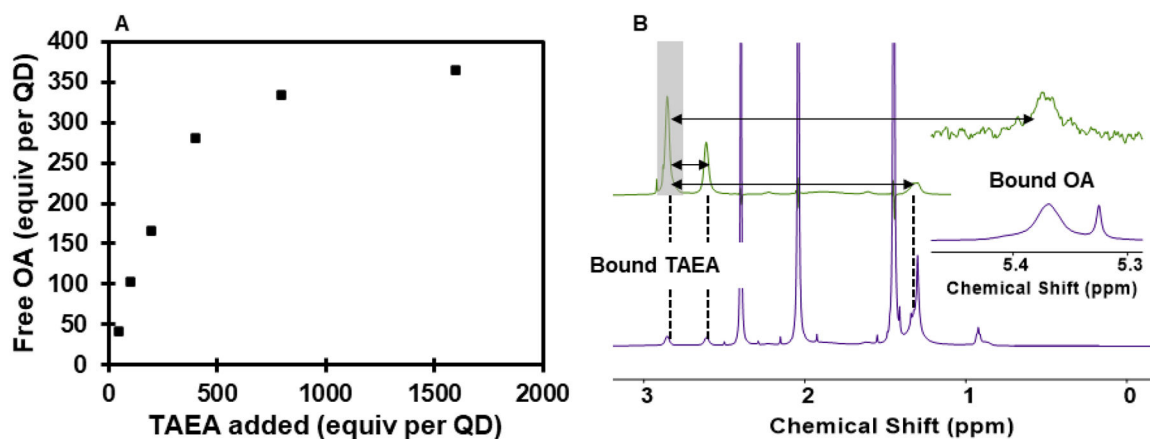 A
Free OA (equiv per QD)
400
350
300
250
200
150
100
50
0
0
500
1000
1500
2000
TAEA added (equiv per QD)
B
Bound OA
Bound TAEA
5.4
5.3
Chemical Shift (ppm)
3
2
1
0
Chemical Shift (ppm)